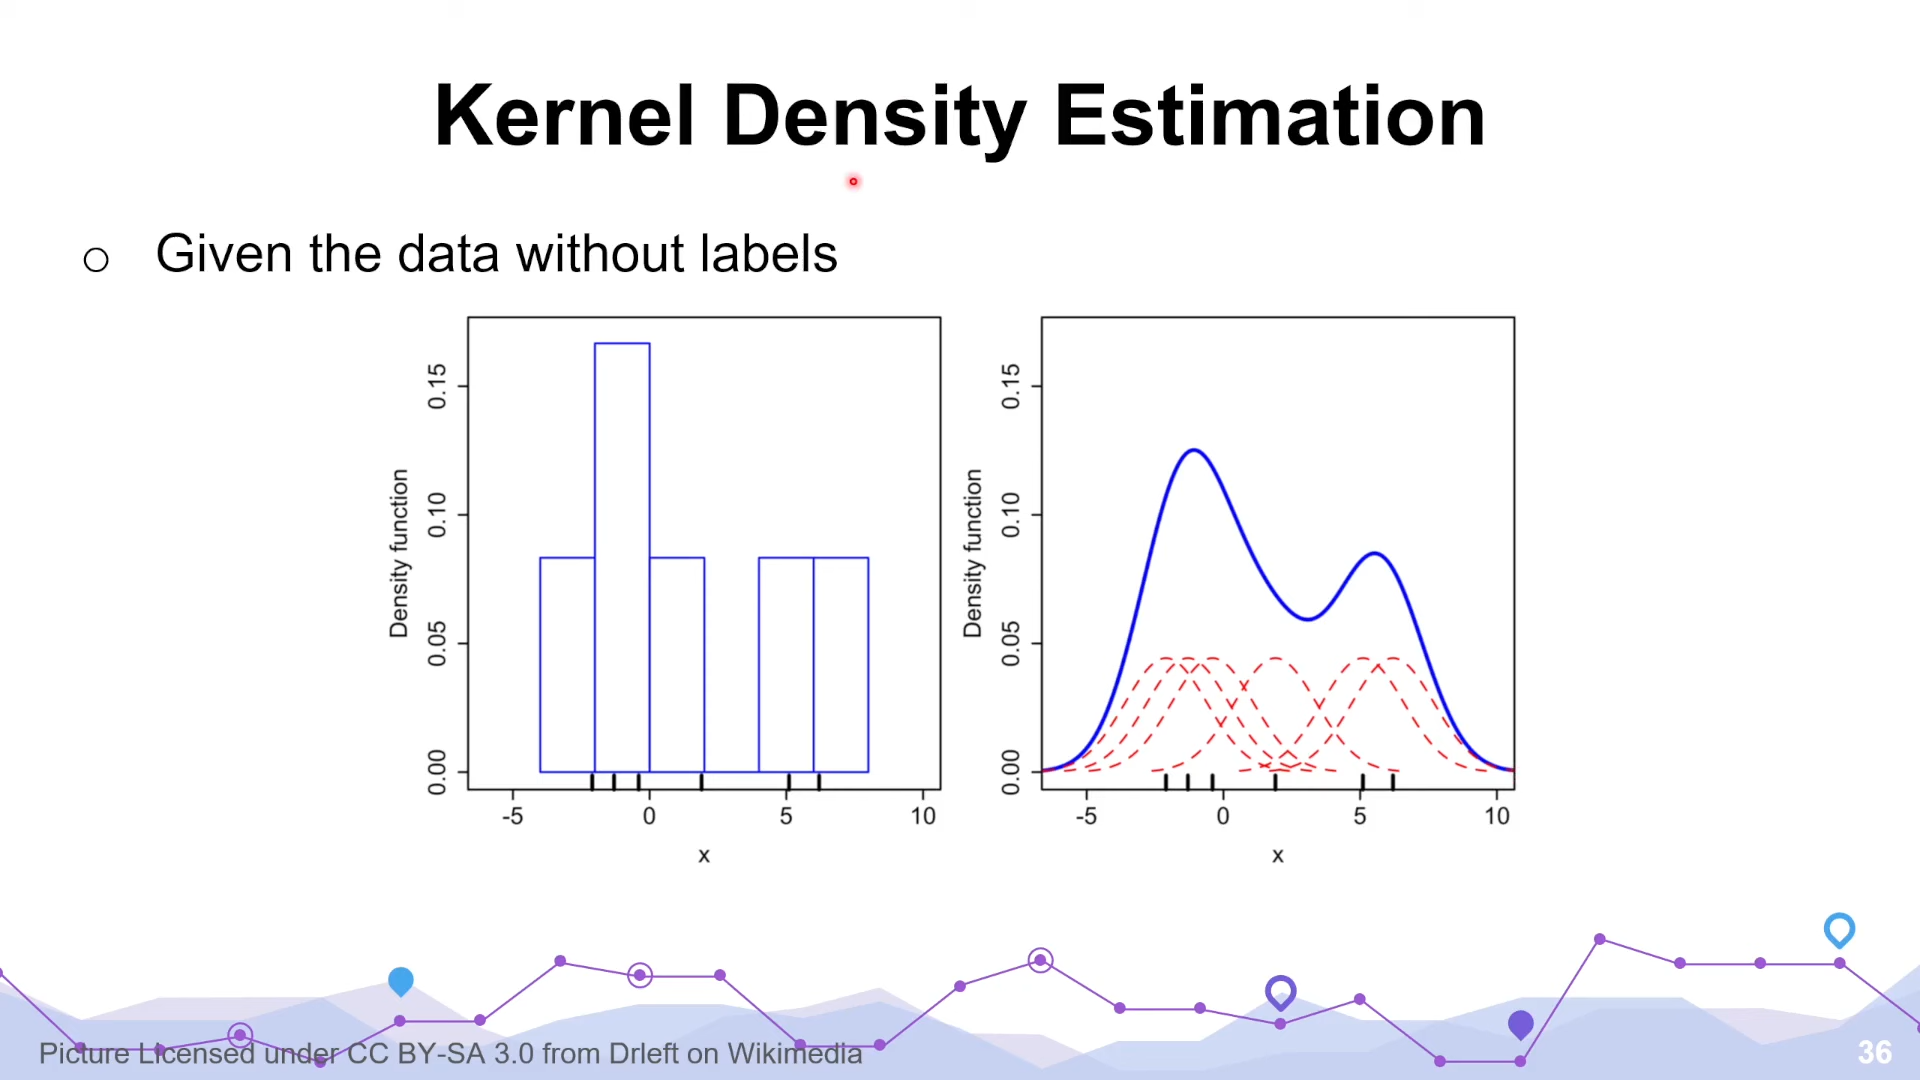 Kernel Density Estimation
○ Given the data without labels
Density function
0.00 0.05 0.10 0.15
-5 0 5 10
x
Density function
0.00 0.05 0.10 0.15
-5 0 5 10
x
Picture Licensed under CC BY-SA 3.0 from Drleft on Wikimedia
36